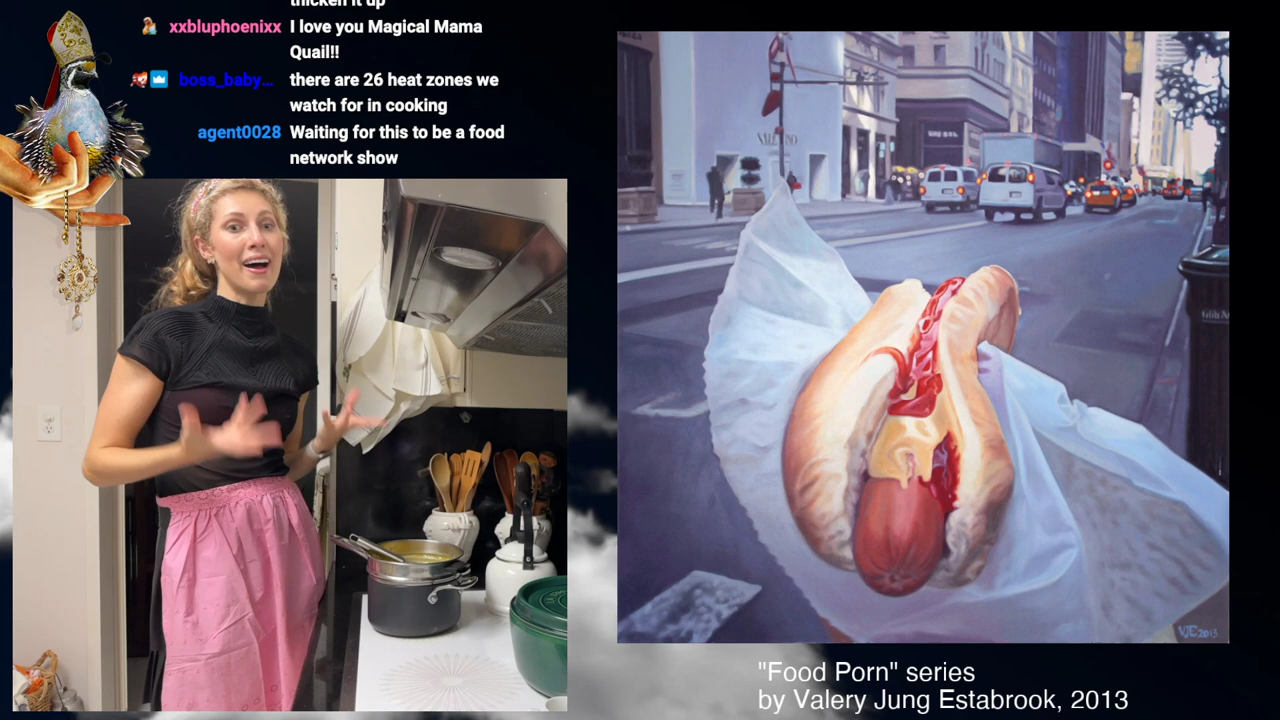 thicken it up
xxbluphoenixx I love you Magical Mama
Quail!!
boss_baby... there are 26 heat zones we
watch for in cooking
agent0028 Waiting for this to be a food
network show
VALENTINO
VJE 2013
"Food Porn" series
by Valery Jung Estabrook, 2013